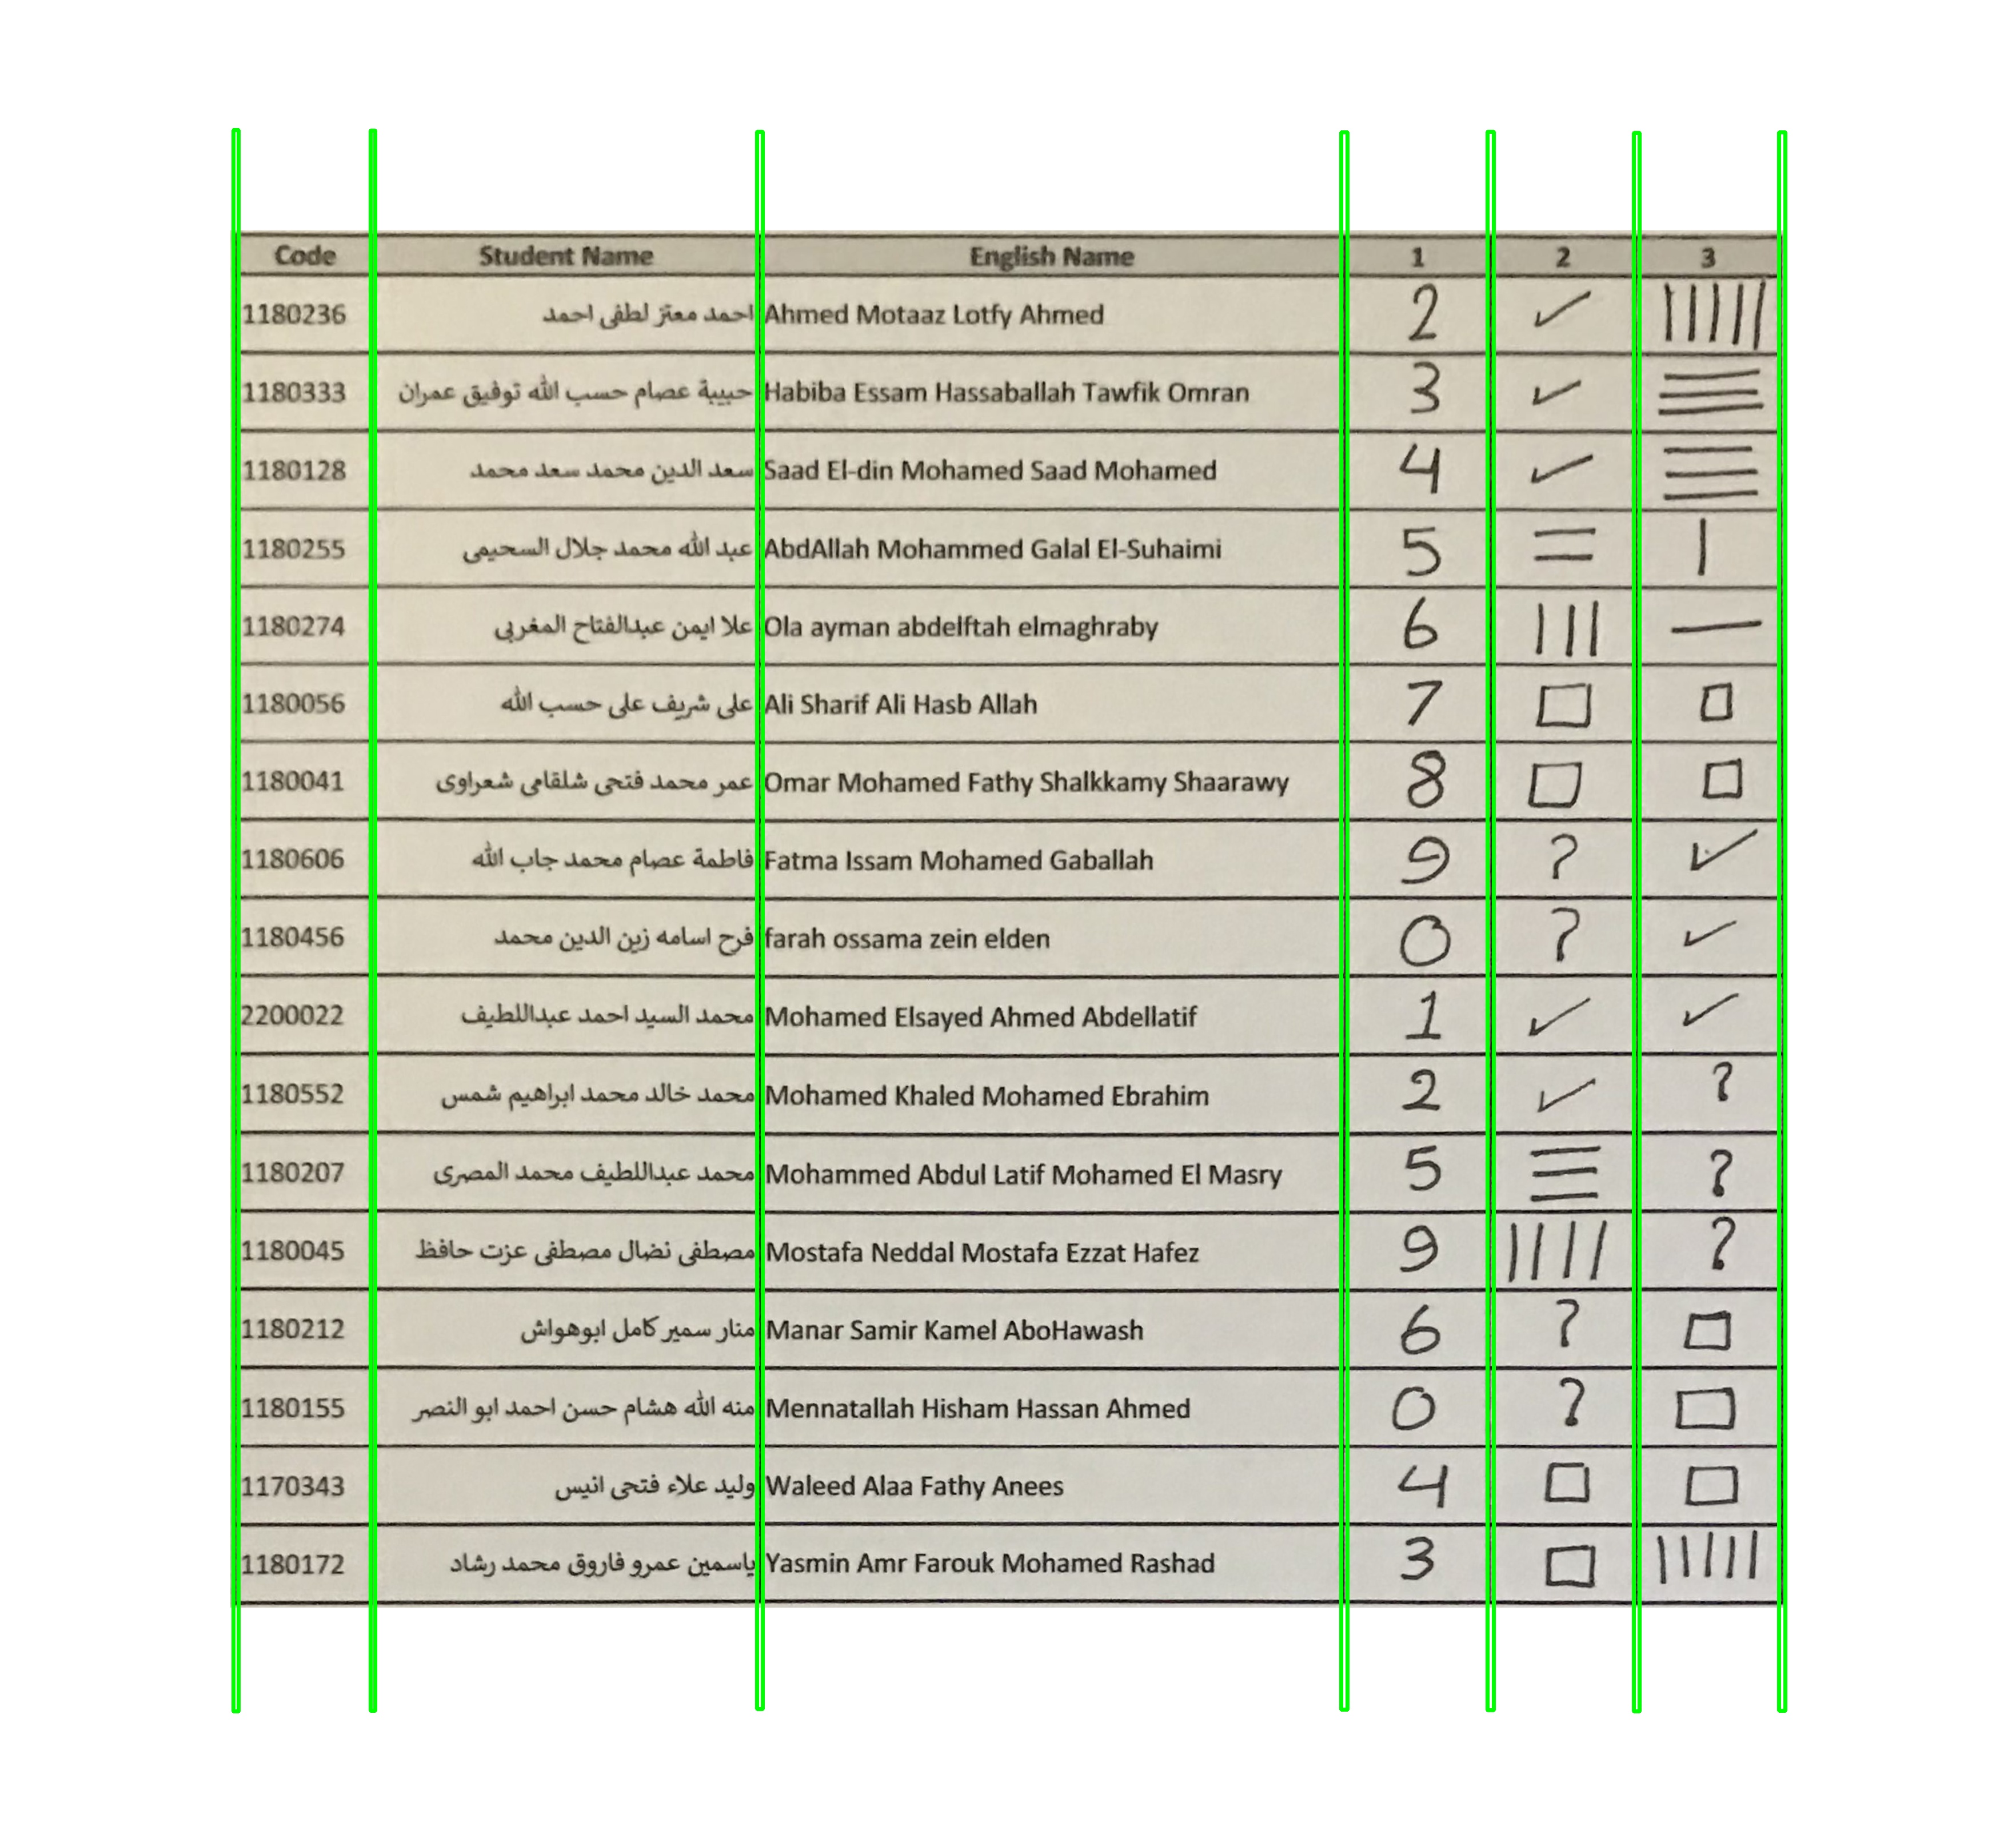 Code Student Name English Name 1 2 3
1180236 احمد معتز لطفى احمد Ahmed Motaaz Lotfy Ahmed 2 ✓ |||||
1180333 حبيبة عصام حسب الله توفيق عمران Habiba Essam Hassaballah Tawfik Omran 3 ✓ ☰
1180128 سعد الدين محمد سعد محمد Saad El-din Mohamed Saad Mohamed 4 ✓ ☰
1180255 عبد الله محمد جلال السحيمى AbdAllah Mohammed Galal El-Suhaimi 5 = |
1180274 علا ايمن عبدالفتاح المغربى Ola ayman abdelftah elmaghraby 6 ||| —
1180056 على شريف على حسب الله Ali Sharif Ali Hasb Allah 7 □ □
1180041 عمر محمد فتحى شلقامى شعراوى Omar Mohamed Fathy Shalkkamy Shaarawy 8 □ □
1180606 فاطمة عصام محمد جاب الله Fatma Issam Mohamed Gaballah 9 ? ✓
1180456 فرح اسامه زين الدين محمد farah ossama zein elden 0 ? ✓
2200022 محمد السيد احمد عبداللطيف Mohamed Elsayed Ahmed Abdellatif 1 ✓ ✓
1180552 محمد خالد محمد ابراهيم شمس Mohamed Khaled Mohamed Ebrahim 2 ✓ ?
1180207 محمد عبداللطيف محمد المصرى Mohammed Abdul Latif Mohamed El Masry 5 ☰ ?
1180045 مصطفى نضال مصطفى عزت حافظ Mostafa Neddal Mostafa Ezzat Hafez 9 |||| ?
1180212 منار سمير كامل ابوهواش Manar Samir Kamel AboHawash 6 ? □
1180155 منه الله هشام حسن احمد ابو النصر Mennatallah Hisham Hassan Ahmed 0 ? □
1170343 وليد علاء فتحى انيس Waleed Alaa Fathy Anees 4 □ □
1180172 ياسمين عمرو فاروق محمد رشاد Yasmin Amr Farouk Mohamed Rashad 3 □ |||||